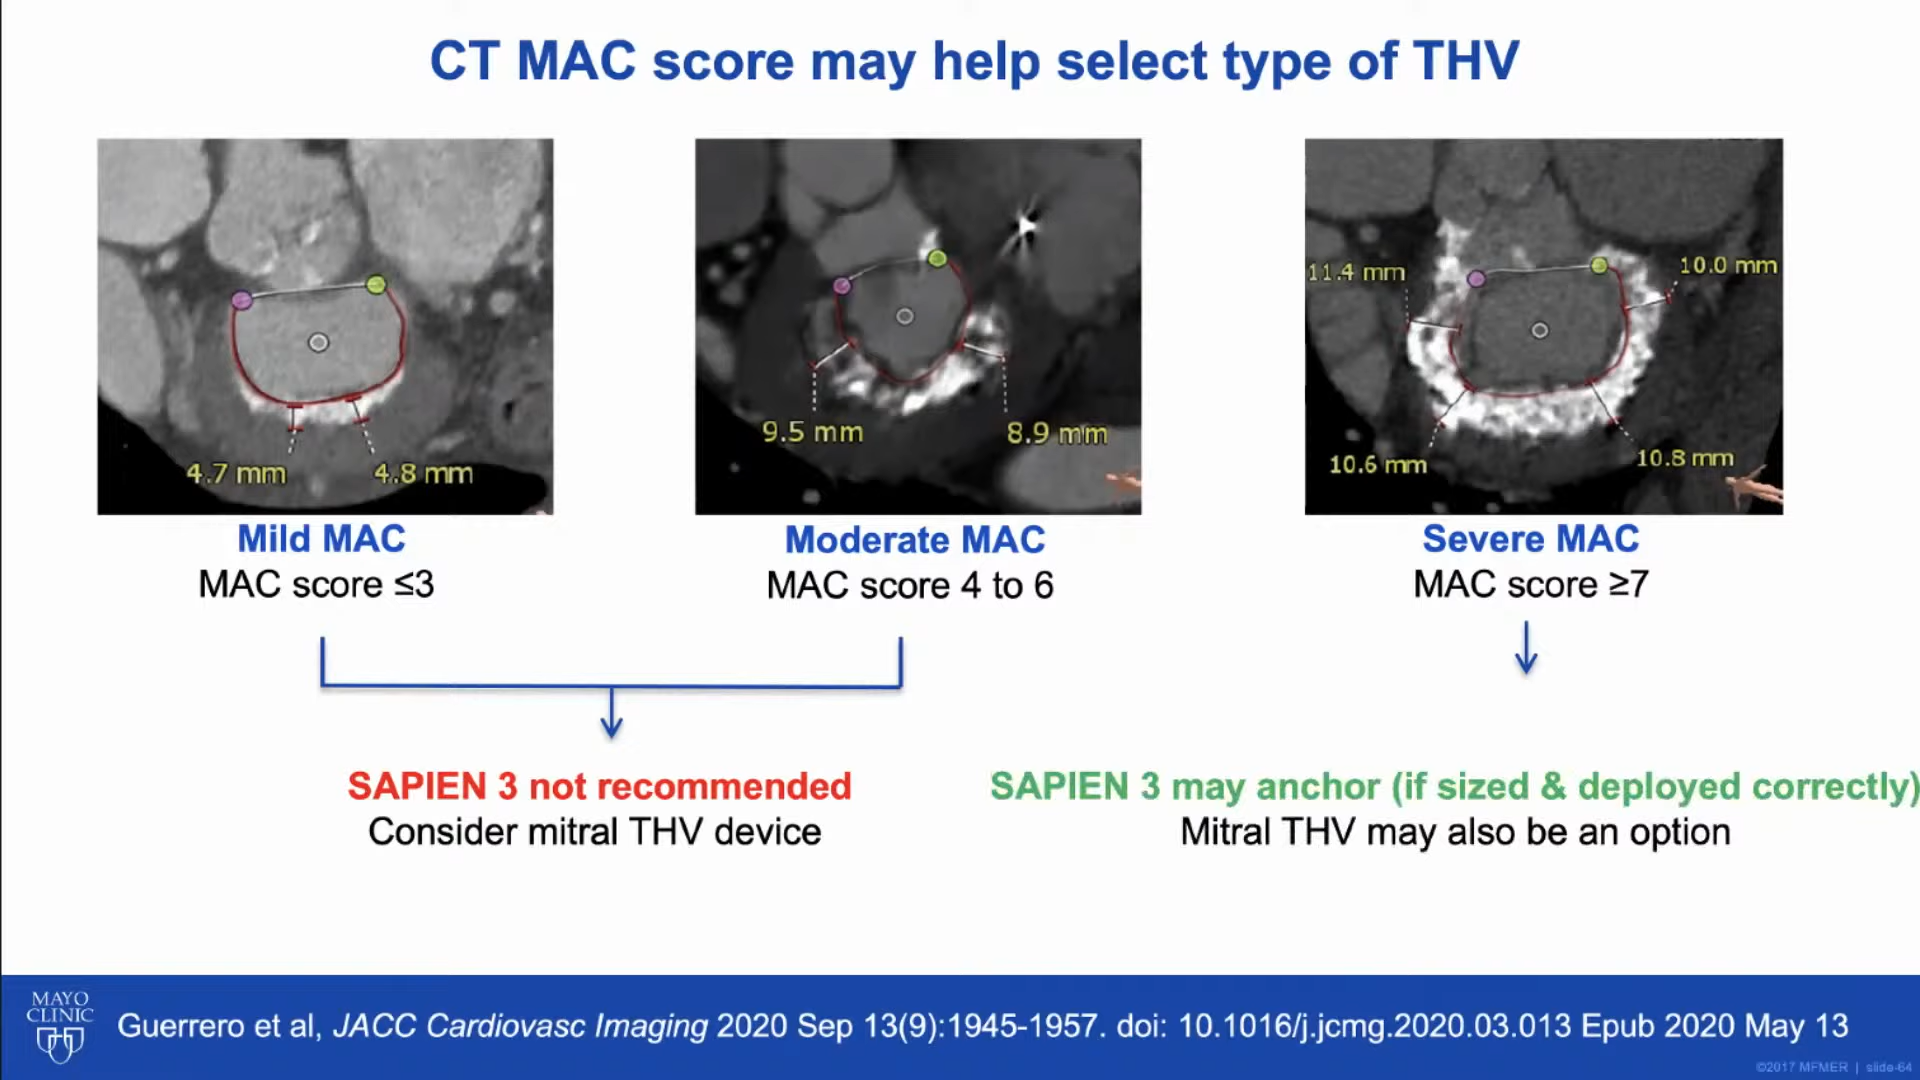 CT MAC score may help select type of THV
4.7 mm
4.8 mm
9.5 mm
8.9 mm
11.4 mm
10.0 mm
10.6 mm
10.8 mm
Mild MAC
MAC score ≤3
Moderate MAC
MAC score 4 to 6
Severe MAC
MAC score ≥7
SAPIEN 3 not recommended
Consider mitral THV device
SAPIEN 3 may anchor (if sized & deployed correctly)
Mitral THV may also be an option
MAYO
CLINIC
Guerrero et al, JACC Cardiovasc Imaging 2020 Sep 13(9):1945-1957. doi: 10.1016/j.jcmg.2020.03.013 Epub 2020 May 13
©2017 MFMER | slide-64